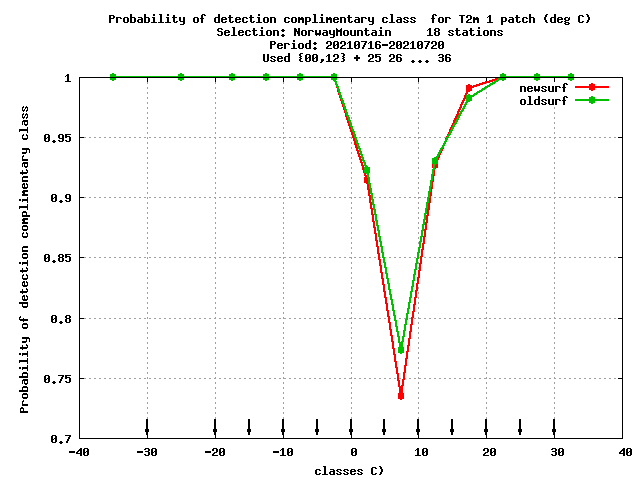 Probability of detection complimentary class  for T2m 1 patch (deg C)
Selection: NorwayMountain     18 stations
Period: 20210716-20210720
Used {00,12} + 25 26 ... 36
newsurf
oldsurf
Probability of detection complimentary class
1
0.95
0.9
0.85
0.8
0.75
0.7
-40 -30 -20 -10 0 10 20 30 40
classes C)